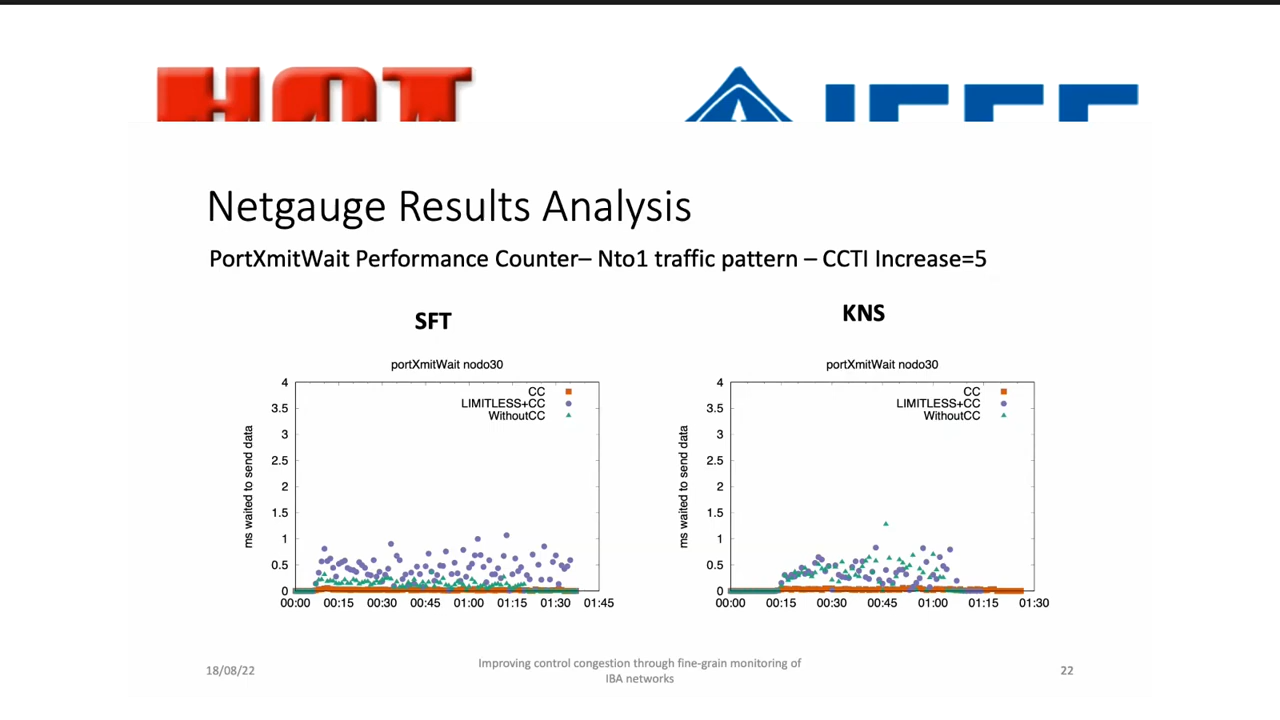 HOT
IEEE
Netgauge Results Analysis
PortXmitWait Performance Counter– Nto1 traffic pattern – CCTI Increase=5
SFT
KNS
portXmitWait nodo30
4
3.5
3
2.5
2
1.5
1
0.5
0
ms waited to send data
CC
LIMITLESS+CC
WithoutCC
00:00 00:15 00:30 00:45 01:00 01:15 01:30 01:45
portXmitWait nodo30
4
3.5
3
2.5
2
1.5
1
0.5
0
ms waited to send data
CC
LIMITLESS+CC
WithoutCC
00:00 00:15 00:30 00:45 01:00 01:15 01:30
18/08/22
Improving control congestion through fine-grain monitoring of
IBA networks
22